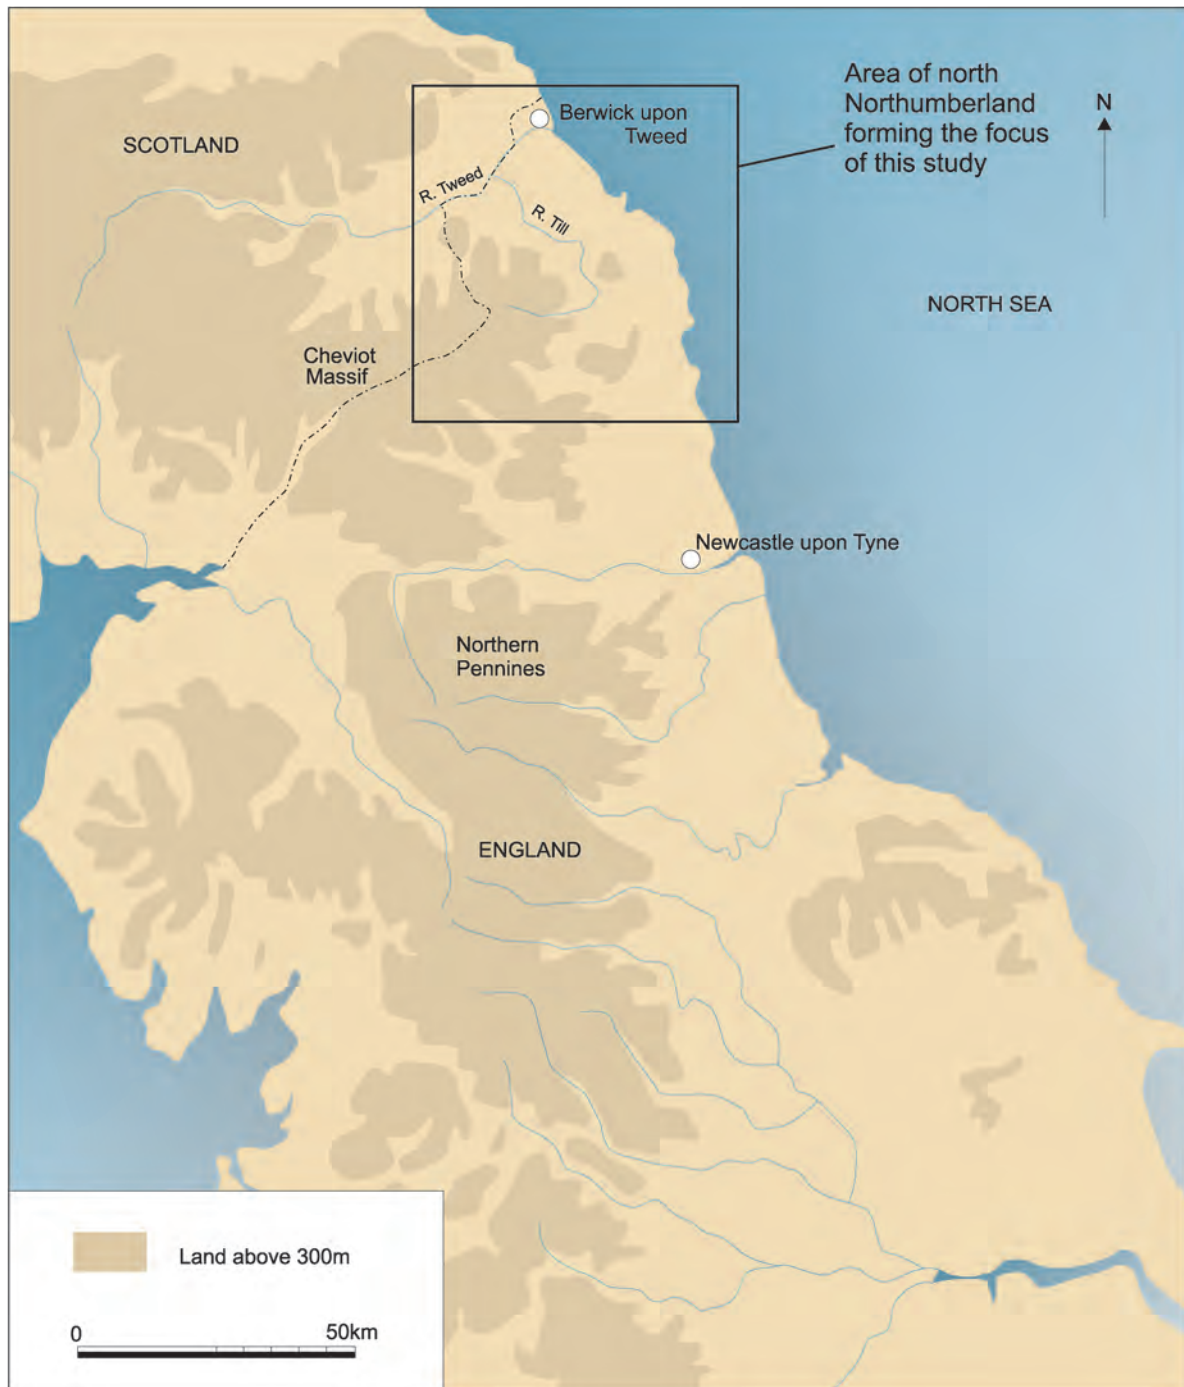 Area of north
Northumberland
forming the focus
of this study
N
Berwick upon
Tweed
SCOTLAND
R. Tweed
R. Till
NORTH SEA
Cheviot
Massif
Newcastle upon Tyne
Northern
Pennines
ENGLAND
Land above 300m
0 50km